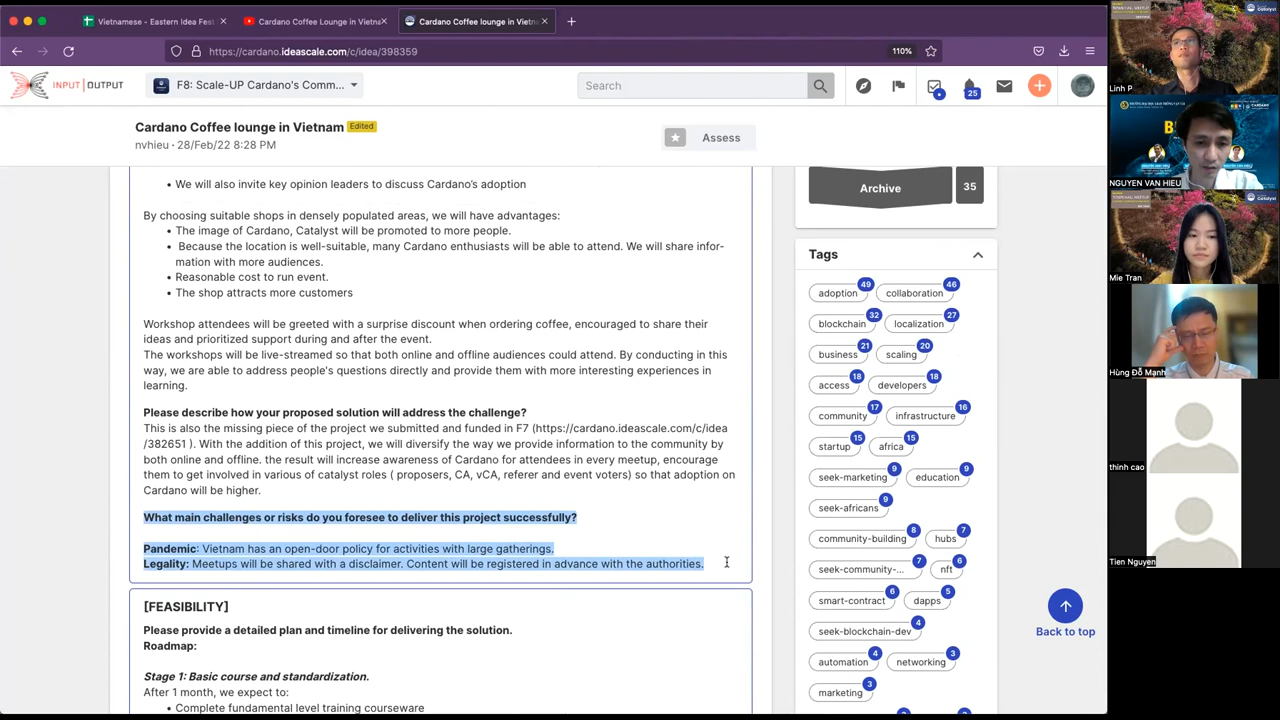 Vietnamese - Eastern Idea Fest
Cardano Coffee Lounge in Vietna
Cardano Coffee lounge in Vietn
https://cardano.ideascale.com/c/idea/398359
110%
INPUT | OUTPUT
F8: Scale-UP Cardano's Comm...
Search
25
Cardano Coffee lounge in Vietnam Edited
nvhieu · 28/Feb/22 8:28 PM
Assess
• We will also invite key opinion leaders to discuss Cardano's adoption
By choosing suitable shops in densely populated areas, we will have advantages:
• The image of Cardano, Catalyst will be promoted to more people.
• Because the location is well-suitable, many Cardano enthusiasts will be able to attend. We will share infor-
mation with more audiences.
• Reasonable cost to run event.
• The shop attracts more customers
Workshop attendees will be greeted with a surprise discount when ordering coffee, encouraged to share their
ideas and prioritized support during and after the event.
The workshops will be live-streamed so that both online and offline audiences could attend. By conducting in this
way, we are able to address people's questions directly and provide them with more interesting experiences in
learning.
Please describe how your proposed solution will address the challenge?
This is also the missing piece of the project we submitted and funded in F7 (https://cardano.ideascale.com/c/idea
/382651 ). With the addition of this project, we will diversify the way we provide information to the community by
both online and offline. the result will increase awareness of Cardano for attendees in every meetup, encourage
them to get involved in various of catalyst roles ( proposers, CA, vCA, referer and event voters) so that adoption on
Cardano will be higher.
What main challenges or risks do you foresee to deliver this project successfully?
Pandemic: Vietnam has an open-door policy for activities with large gatherings.
Legality: Meetups will be shared with a disclaimer. Content will be registered in advance with the authorities.
[FEASIBILITY]
Please provide a detailed plan and timeline for delivering the solution.
Roadmap:
Stage 1: Basic course and standardization.
After 1 month, we expect to:
• Complete fundamental level training courseware
Archive 35
Tags
adoption 49 collaboration 46
blockchain 32 localization 27
business 21 scaling 20
access 18 developers 18
community 17 infrastructure 16
startup 15 africa 15
seek-marketing 9 education 9
seek-africans 9
community-building 8 hubs 7
seek-community-... 7 nft 6
smart-contract 6 dapps 5
seek-blockchain-dev 4
automation 4 networking 3
marketing 3
Back to top
Linh P
NGUYEN VAN HIEU
Mie Tran
Hùng Đỗ Mạnh
thinh cao
Tien Nguyen